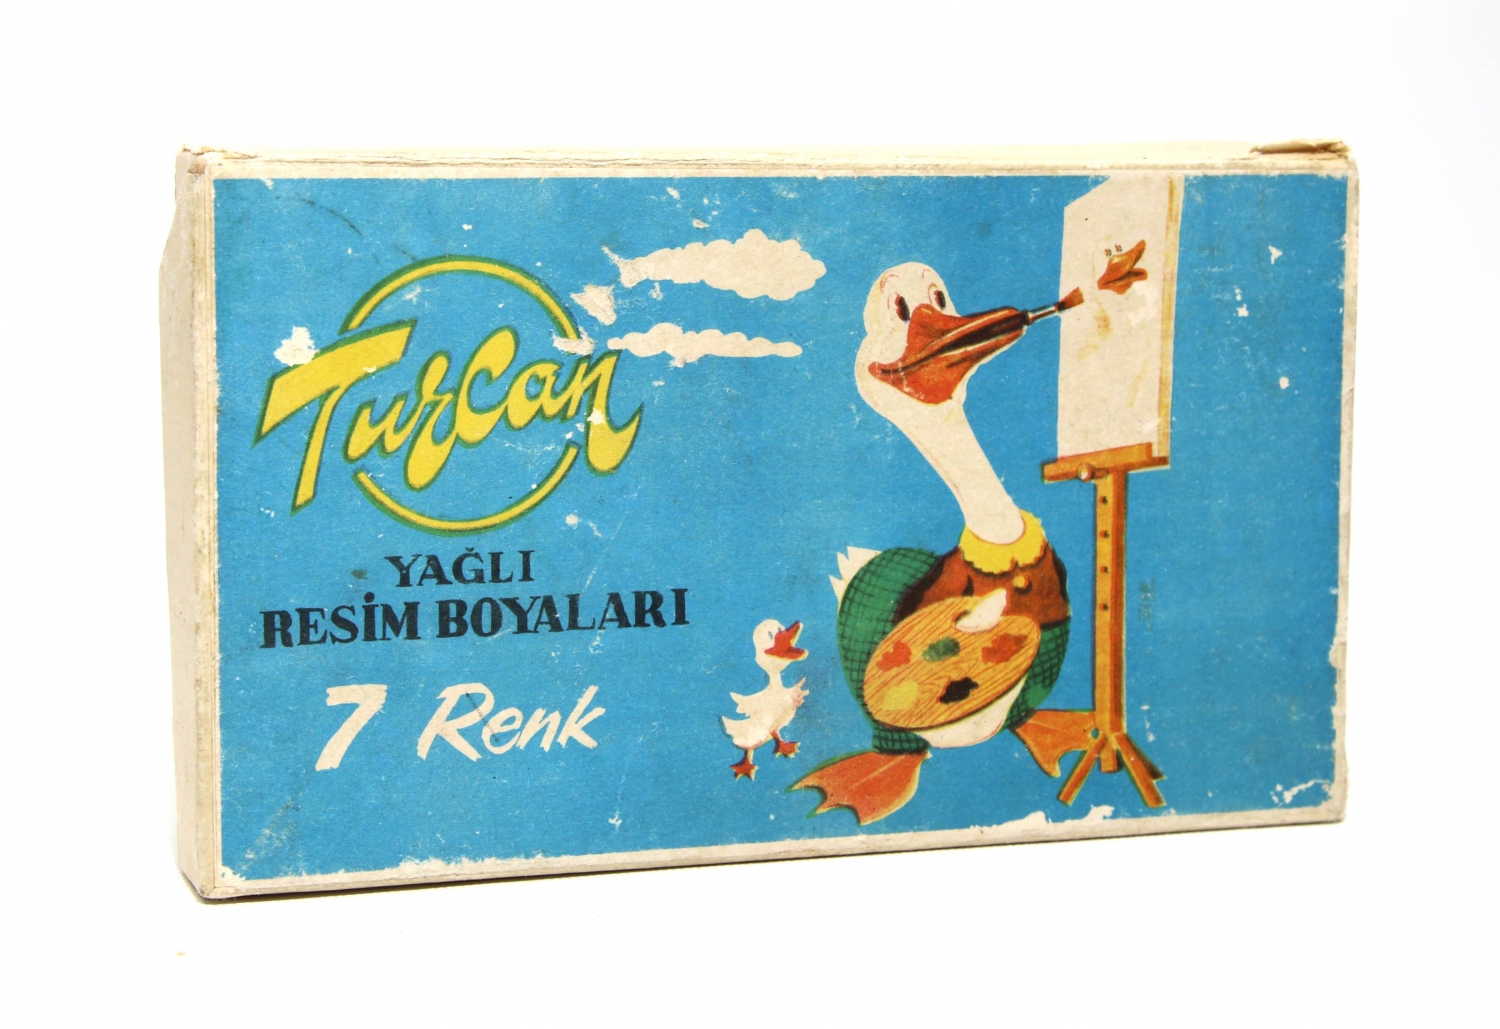 Turcan
YAĞLI
RESİM BOYALARI
7 Renk